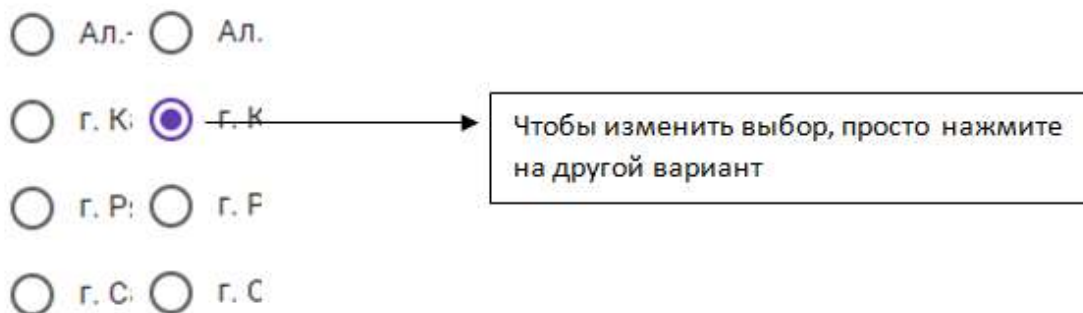 Ал.- Ал.
г. К г. К
г. Р г. Р
г. С г. С
Чтобы изменить выбор, просто нажмите
на другой вариант